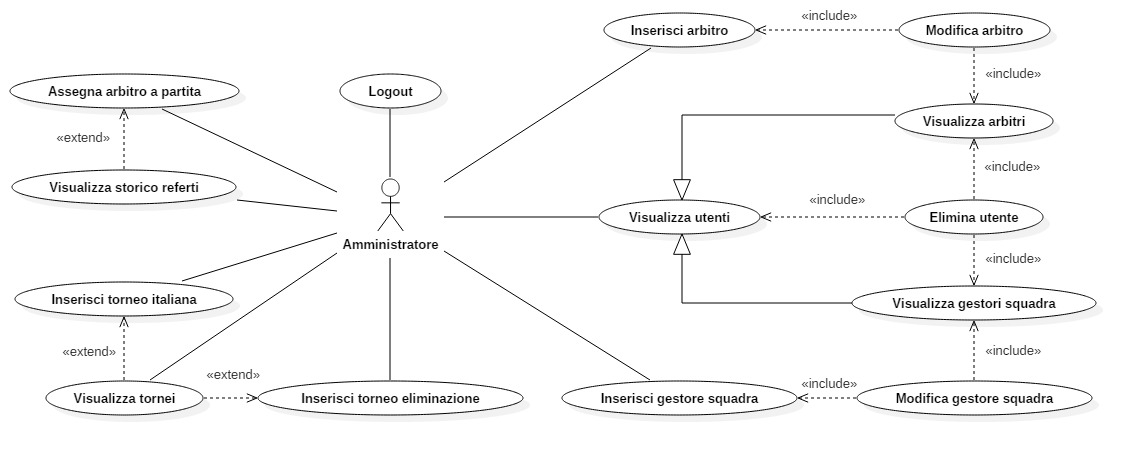 «include»
Inserisci arbitro
Modifica arbitro
«include»
Assegna arbitro a partita
Logout
Visualizza arbitri
«extend»
«include»
Visualizza storico referti
«include»
Visualizza utenti
Elimina utente
Amministratore
«include»
Inserisci torneo italiana
Visualizza gestori squadra
«extend»
«include»
«extend»
«include»
Visualizza tornei
Inserisci torneo eliminazione
Inserisci gestore squadra
Modifica gestore squadra